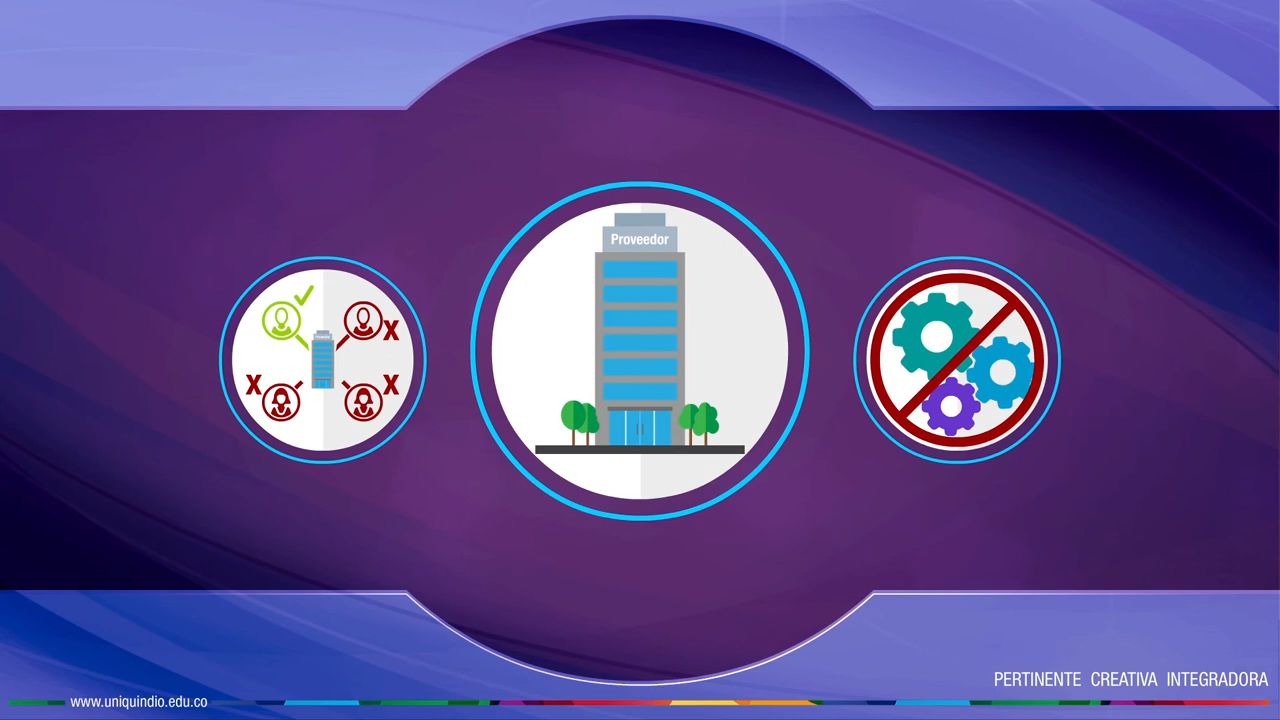 Proveedor
X
X
X
PERTINENTE CREATIVA INTEGRADORA
www.uniquindio.edu.co